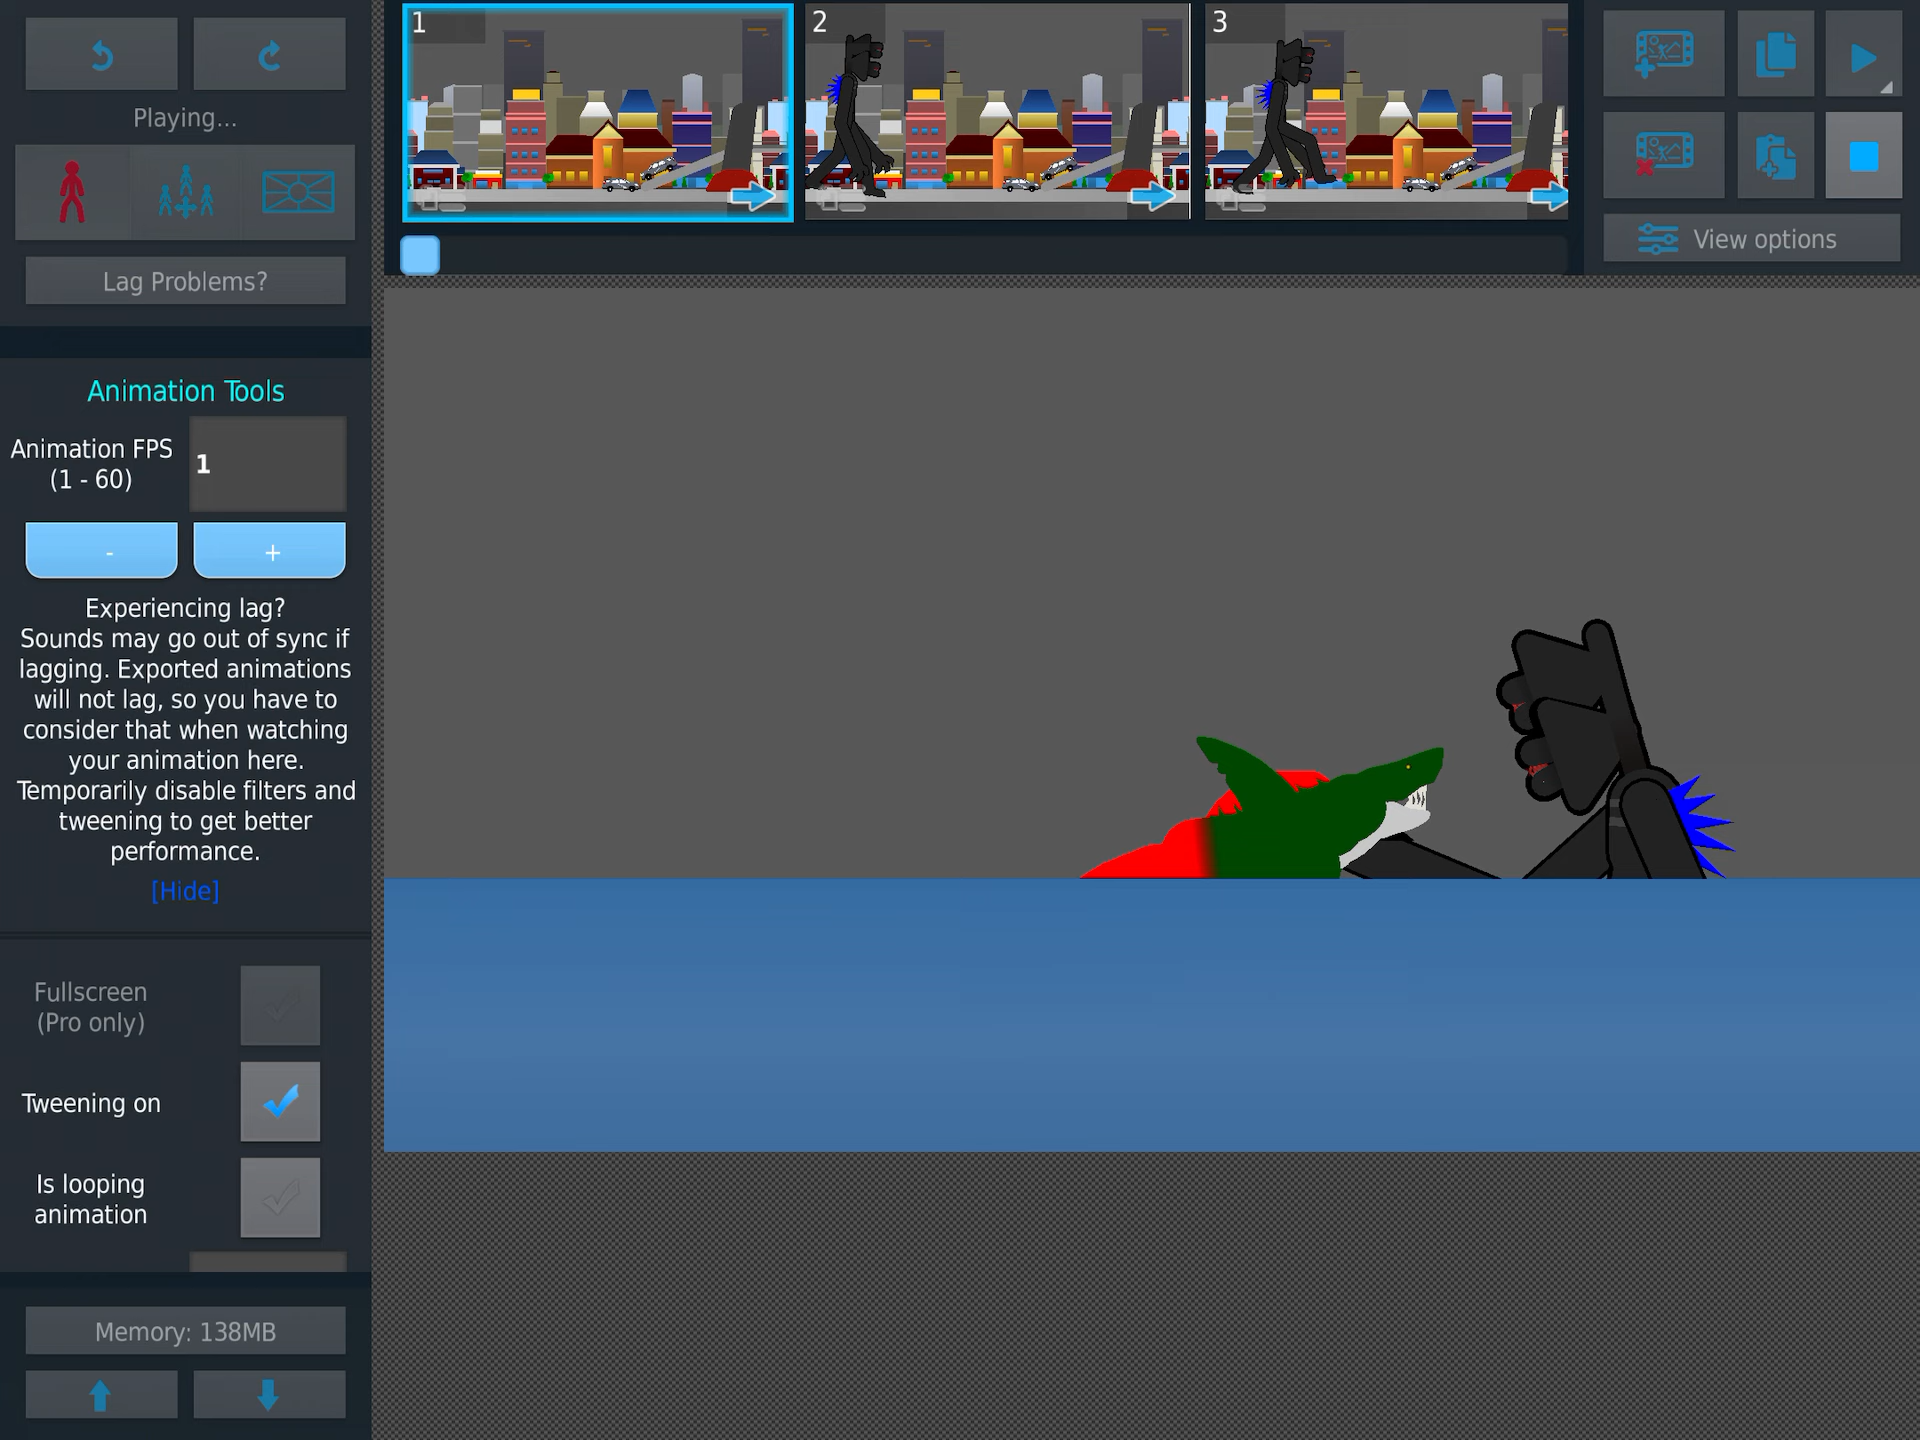 1
2
3
Playing...
Lag Problems?
View options
Animation Tools
Animation FPS
(1 - 60)
1
-
+
Experiencing lag?
Sounds may go out of sync if
lagging. Exported animations
will not lag, so you have to
consider that when watching
your animation here.
Temporarily disable filters and
tweening to get better
performance.
[Hide]
Fullscreen
(Pro only)
Tweening on
Is looping
animation
Memory: 138MB